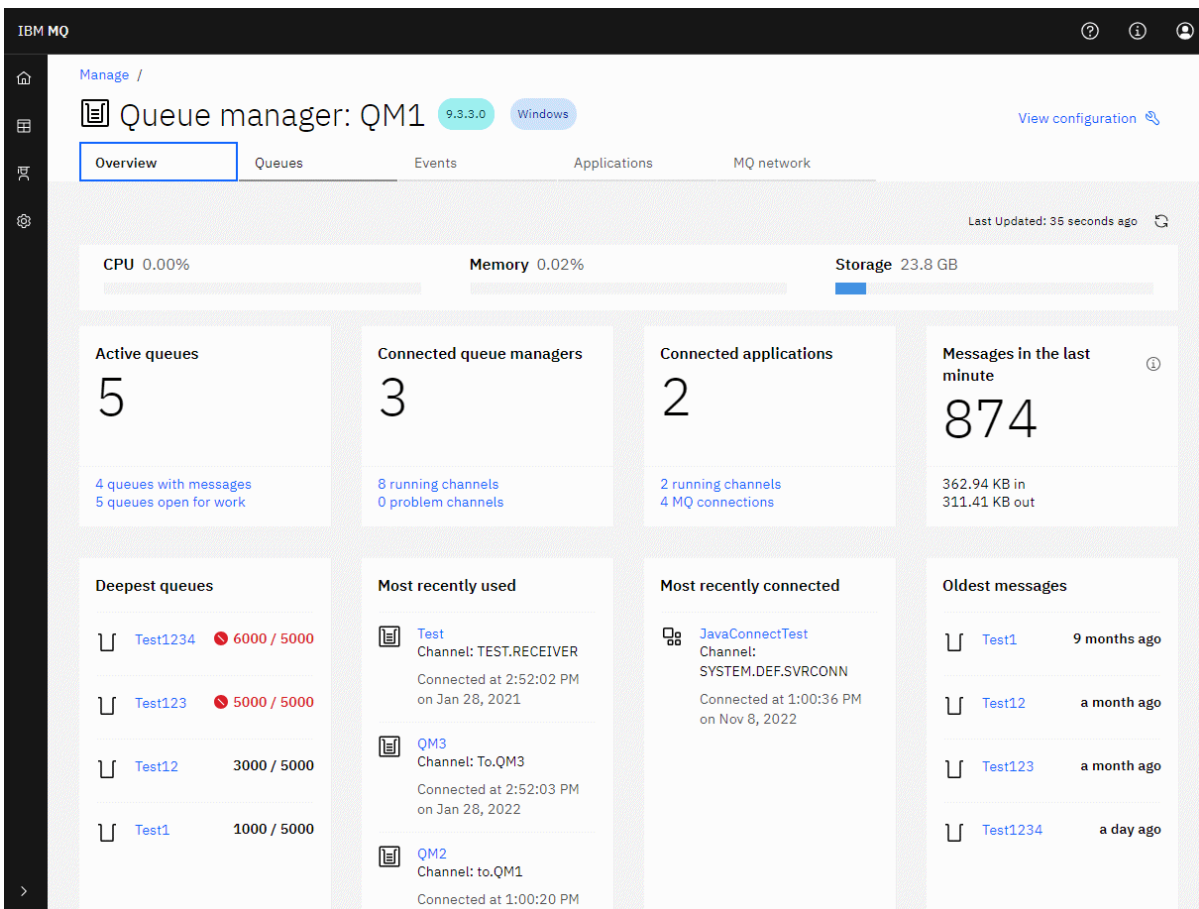 IBM MQ
Manage /
Queue manager: QM1 9.3.3.0 Windows
View configuration
Overview Queues Events Applications MQ network
Last Updated: 35 seconds ago
CPU 0.00% Memory 0.02% Storage 23.8 GB
Active queues
5
4 queues with messages
5 queues open for work
Connected queue managers
3
8 running channels
0 problem channels
Connected applications
2
2 running channels
4 MQ connections
Messages in the last
minute
874
362.94 KB in
311.41 KB out
Deepest queues
Test1234 6000 / 5000
Test123 5000 / 5000
Test12 3000 / 5000
Test1 1000 / 5000
Most recently used
Test
Channel: TEST.RECEIVER
Connected at 2:52:02 PM
on Jan 28, 2021
QM3
Channel: To.QM3
Connected at 2:52:03 PM
on Jan 28, 2022
QM2
Channel: to.QM1
Connected at 1:00:20 PM
Most recently connected
JavaConnectTest
Channel:
SYSTEM.DEF.SVRCONN
Connected at 1:00:36 PM
on Nov 8, 2022
Oldest messages
Test1 9 months ago
Test12 a month ago
Test123 a month ago
Test1234 a day ago